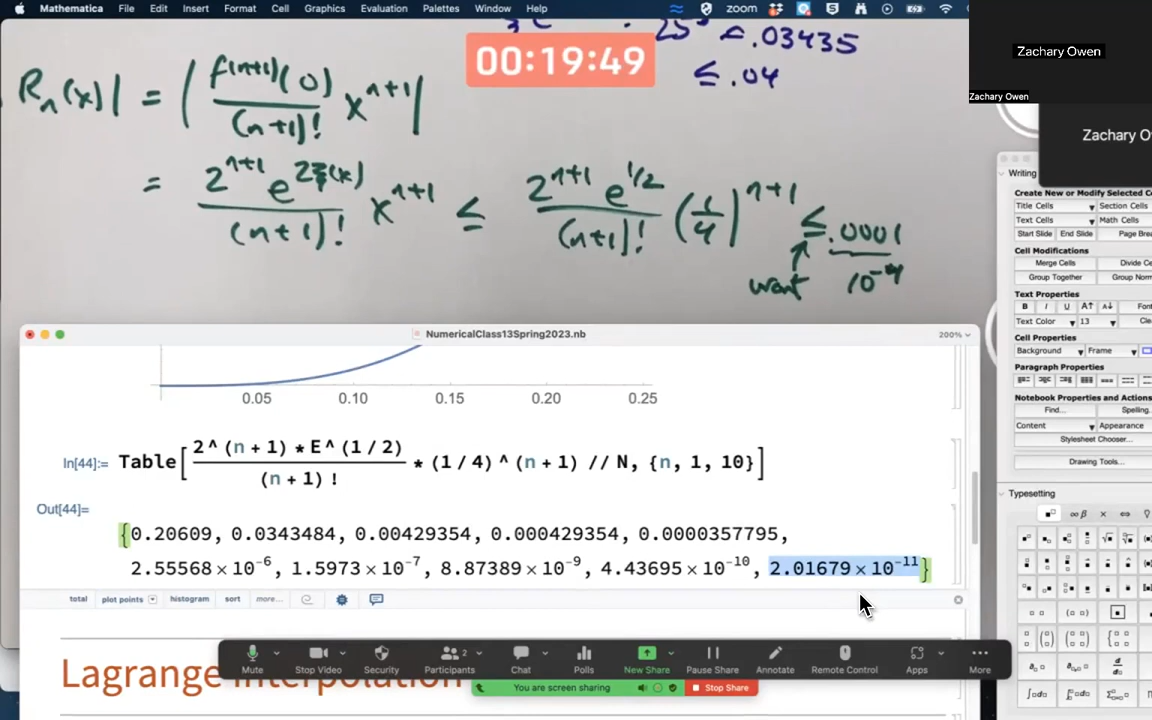 Mathematica File Edit Insert Format Cell Graphics Evaluation Palettes Window Help zoom
.03435
≤ .04
00:19:49
Zachary Owen
Zachary Owen
Zachary Ow
Rn(x)| = | f(n+1)(0) / (n+1)! x^n+1 |
= 2^n+1 e^2ξ(x) / (n+1)! x^n+1 ≤ 2^n+1 e^1/2 / (n+1)! (1/4)^n+1 ≤ .0001
want 10^-4
NumericalClass13Spring2023.nb
200%
0.05 0.10 0.15 0.20 0.25
In[44]:= Table[ 2^(n + 1) * E^(1/2) / (n + 1)! * (1/4)^(n + 1) // N, {n, 1, 10}]
Out[44]=
{0.20609, 0.0343484, 0.00429354, 0.000429354, 0.0000357795,
2.55568 × 10^-6, 1.5973 × 10^-7, 8.87389 × 10^-9, 4.43695 × 10^-10, 2.01679 × 10^-11}
total plot points histogram sort more...
Lagrange
Mute Stop Video Security Participants 2 Chat Polls New Share Pause Share Annotate Remote Control Apps More
You are screen sharing Stop Share
Writing
Create New or Modify Selected C
Title Cells Section Cells
Text Cells Math Cells
Start Slide End Slide Page Brea
Cell Modifications
Merge Cells Divide Ce
Group Together Group Norm
Text Properties
B I U A↑ A↓ Font
Text Color 13 Cle
Cell Properties
Background Frame
Paragraph Properties
Notebook Properties and Actions
Find... Spelling.
Content Appearance
Stylesheet Chooser...
Drawing Tools...
Typesetting